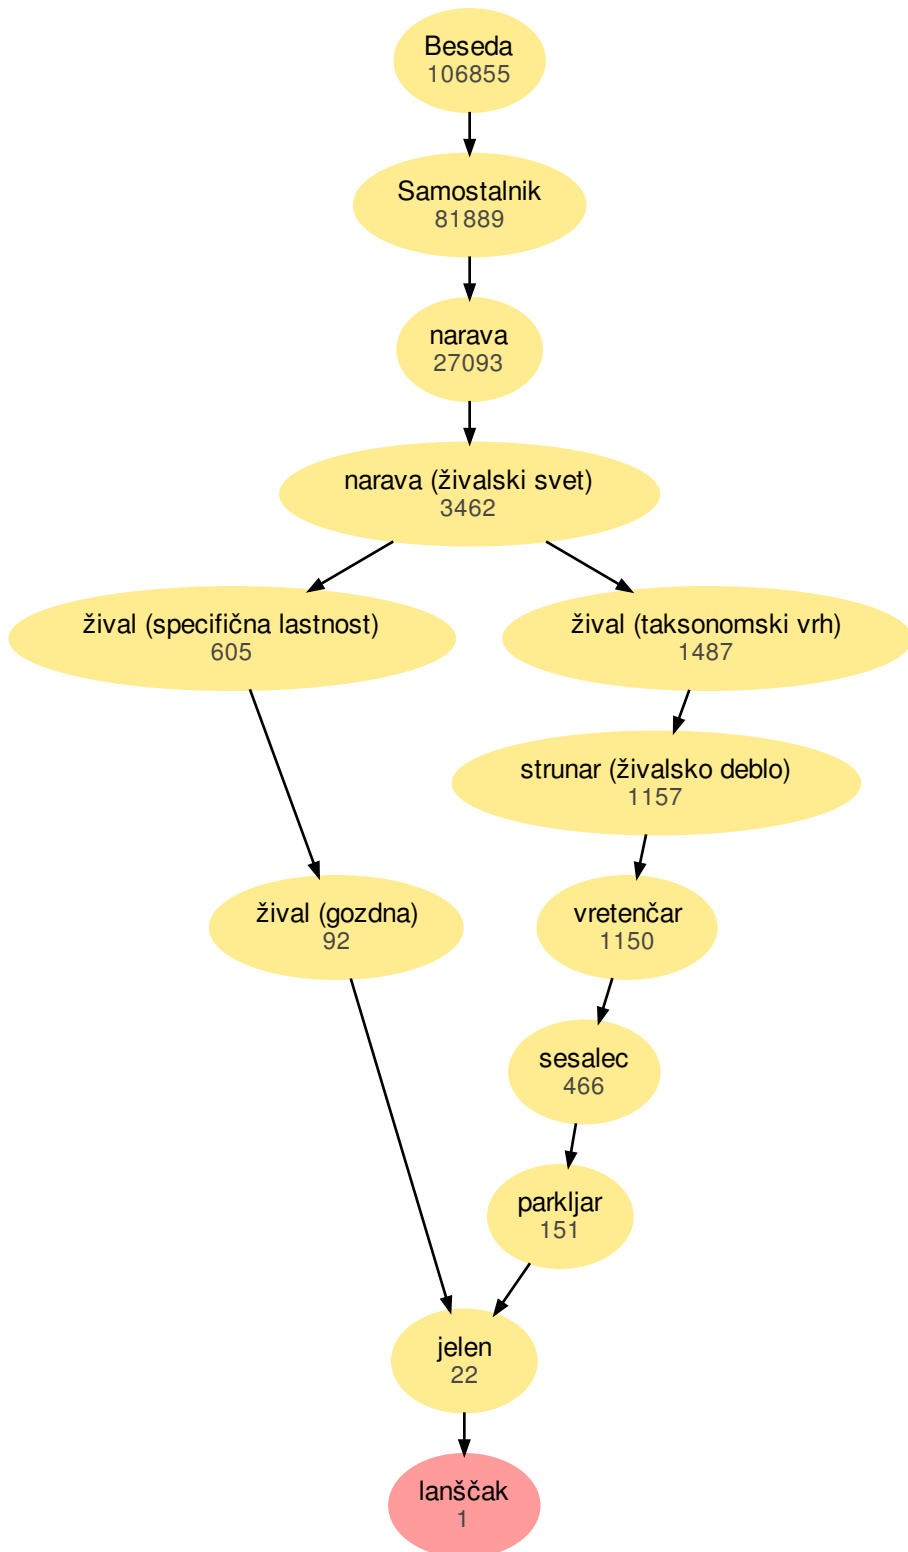 Beseda
106855
Samostalnik
81889
narava
27093
narava (živalski svet)
3462
žival (specifična lastnost)
605
žival (taksonomski vrh)
1487
strunar (živalsko deblo)
1157
žival (gozdna)
92
vretenčar
1150
sesalec
466
parkljar
151
jelen
22
lanščak
1